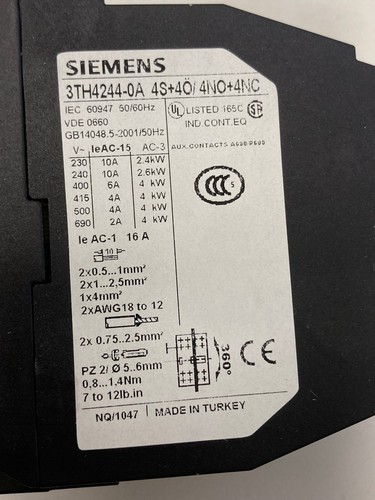 SIEMENS
3TH4244-0A 4S+4Ö/ 4NO+4NC
IEC 60947 50/60Hz
VDE 0660
GB14048.5-2001/50Hz
UL LISTED 165C SA
IND.CONT.EQ
V~ IeAC-15 AC-3
AUX.CONTACTS A600/P600
230 10A 2.4kW
240 10A 2.6kW
400 6A 4 kW
415 4A 4 kW
500 4A 4 kW
690 2A 4 kW
CCC S
Ie AC-1 16 A
10
2x0.5...1mm²
2x1...2,5mm²
1x4mm²
2xAWG18 to 12
2x 0.75..2.5mm²
360°
CE
PZ 2/ Ø 5..6mm
0,8...1.4Nm
7 to 12lb.in
NQ/1047 MADE IN TURKEY